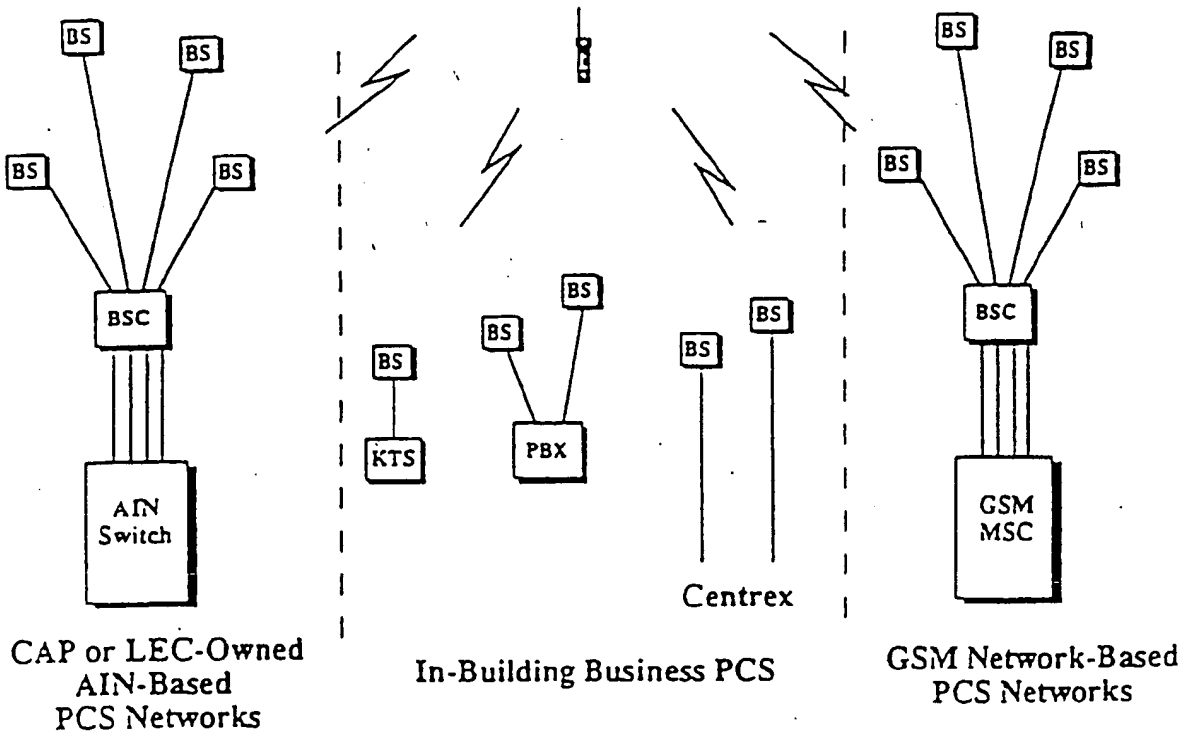 BS
BS
BS
BS
BSC
AIN
Switch
CAP or LEC-Owned
AIN-Based
PCS Networks
BS
BS
BS
KTS
PBX
BS
BS
Centrex
In-Building Business PCS
BS
BS
BS
BS
BSC
GSM
MSC
GSM Network-Based
PCS Networks